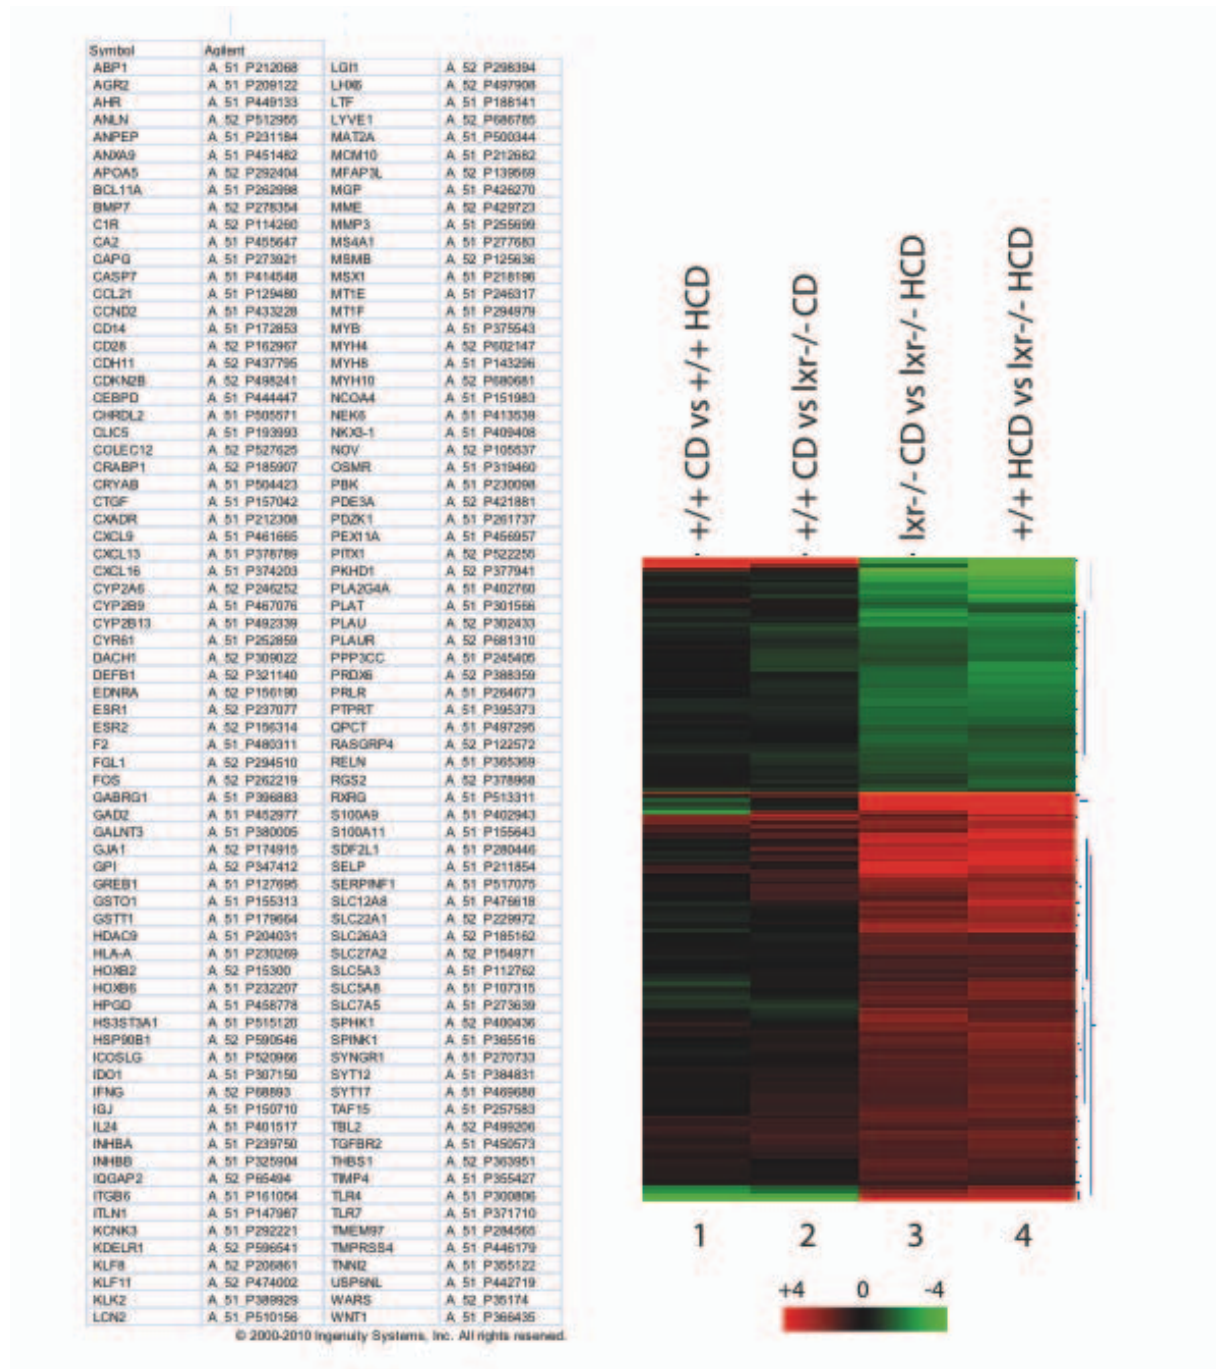 Symbol Agilent
ABP1 A_51_P212068 LGI1 A_52_P298394
AGR2 A_51_P209122 LHX6 A_52_P497908
AHR A_51_P449133 LTF A_51_P188141
ANLN A_52_P512955 LYVE1 A_52_P686785
ANPEP A_51_P231184 MAT2A A_51_P500344
ANXA9 A_51_P451482 MCM10 A_51_P212682
APOA5 A_52_P292404 MFAP3L A_52_P139569
BCL11A A_51_P262998 MGP A_51_P426270
BMP7 A_52_P278354 MME A_52_P429723
C1R A_52_P114260 MMP3 A_51_P255699
CA2 A_51_P455647 MS4A1 A_51_P277683
CAPG A_51_P273921 MSMB A_52_P125636
CASP7 A_51_P414548 MSX1 A_51_P218196
CCL21 A_51_P129480 MT1E A_51_P246317
CCND2 A_51_P433228 MT1F A_52_P294979
CD14 A_51_P172853 MYB A_51_P375543
CD28 A_52_P162967 MYH4 A_52_P602147
CDH11 A_52_P437795 MYH8 A_51_P143296
CDKN2B A_52_P498241 MYH10 A_52_P680681
CEBPD A_51_P444447 NCOA4 A_51_P151983
CHRDL2 A_51_P505571 NEK6 A_51_P413539
CLIC5 A_51_P193993 NKX3-1 A_51_P409408
COLEC12 A_52_P527625 NOV A_52_P105537
CRABP1 A_52_P185907 OSMR A_51_P319460
CRYAB A_52_P504423 PBK A_51_P230098
CTGF A_51_P157042 PDE3A A_52_P421881
CXADR A_51_P212308 PDZK1 A_51_P261737
CXCL9 A_51_P461665 PEX11A A_51_P456957
CXCL13 A_51_P378789 PITX1 A_52_P522255
CXCL16 A_51_P374203 PKHD1 A_52_P377941
CYP2A6 A_52_P246252 PLA2G4A A_51_P402760
CYP2B9 A_51_P467076 PLAT A_51_P301566
CYP2B13 A_51_P492339 PLAU A_52_P302433
CYR61 A_51_P252859 PLAUR A_52_P681310
DACH1 A_52_P309022 PPP3CC A_51_P245405
DEFB1 A_52_P321140 PRDX6 A_52_P388359
EDNRA A_52_P156190 PRLR A_51_P264673
ESR1 A_52_P237077 PTPRT A_51_P395373
ESR2 A_52_P156314 QPCT A_51_P497295
F2 A_51_P480311 RASGRP4 A_52_P122572
FGL1 A_52_P294510 RELN A_51_P365369
FOS A_52_P262219 RGS2 A_52_P378968
GABRG1 A_51_P396883 RXRG A_51_P513311
GAD2 A_51_P452977 S100A9 A_51_P402943
GALNT3 A_51_P380005 S100A11 A_51_P155643
GJA1 A_52_P174915 SDF2L1 A_51_P280446
GPI A_52_P347412 SELP A_51_P211854
GREB1 A_51_P127695 SERPINF1 A_51_P517075
GSTO1 A_51_P155313 SLC12A8 A_51_P476618
GSTT1 A_51_P179664 SLC22A1 A_52_P229972
HDAC9 A_51_P204031 SLC26A3 A_52_P185162
HLA-A A_51_P230269 SLC27A2 A_52_P154971
HOXB2 A_52_P15300 SLC5A3 A_51_P112762
HOXB6 A_51_P232207 SLC5A8 A_51_P107315
HPGD A_51_P458778 SLC7A5 A_51_P273639
HS3ST3A1 A_51_P515120 SPHK1 A_52_P400436
HSP90B1 A_52_P590546 SPINK1 A_51_P365516
ICOSLG A_51_P520966 SYNGR1 A_51_P270733
IDO1 A_51_P307150 SYT12 A_51_P384831
IFNG A_52_P68893 SYT17 A_51_P469688
IGJ A_51_P150710 TAF15 A_51_P257583
IL24 A_51_P401517 TBL2 A_52_P499206
INHBA A_51_P239750 TGFBR2 A_51_P450573
INHBB A_51_P325904 THBS1 A_52_P363951
IQGAP2 A_52_P65494 TIMP4 A_51_P355427
ITGB6 A_51_P161054 TLR4 A_51_P300806
ITLN1 A_51_P147987 TLR7 A_51_P371710
KCNK3 A_51_P292221 TMEM97 A_51_P284565
KDELR1 A_52_P596541 TMPRSS4 A_51_P446179
KLF8 A_52_P206861 TNNI2 A_51_P355122
KLF11 A_52_P474002 USP6NL A_51_P442719
KLK2 A_51_P389929 WARS A_52_P35174
LCN2 A_51_P510156 WNT1 A_51_P366435
© 2000-2010 Ingenuity Systems, Inc. All rights reserved.
+/+ CD vs +/+ HCD
+/+ CD vs lxr-/- CD
lxr-/- CD vs lxr-/- HCD
+/+ HCD vs lxr-/- HCD
1 2 3 4
+4 0 -4